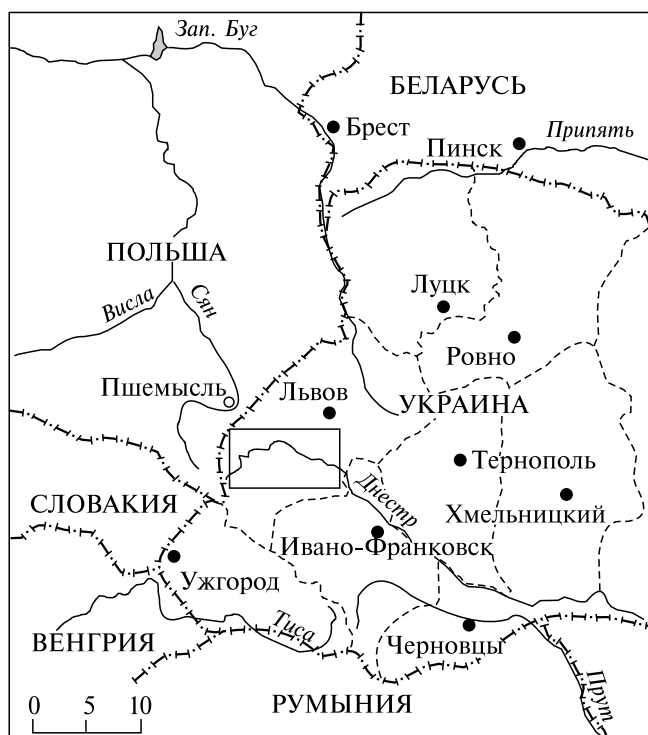 Зап. Буг
БЕЛАРУСЬ
Брест
Припять
Пинск
ПОЛЬША
Луцк
Висла
Сян
Ровно
Пшемысль
Львов
УКРАИНА
Тернополь
Днестр
СЛОВАКИЯ
Хмельницкий
Ивано-Франковск
Ужгород
Тиса
ВЕНГРИЯ
Черновцы
Прут
РУМЫНИЯ
0 5 10